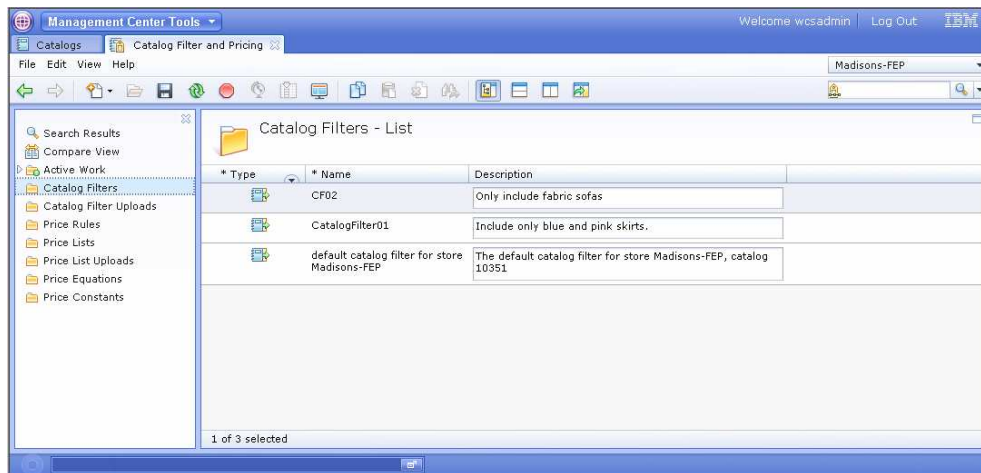 Management Center Tools
Welcome wcsadmin
Log Out
IBM
Catalogs
Catalog Filter and Pricing
File Edit View Help
Madisons-FEP
Search Results
Compare View
Active Work
Catalog Filters
Catalog Filter Uploads
Price Rules
Price Lists
Price List Uploads
Price Equations
Price Constants
Catalog Filters - List
* Type
* Name
Description
CF02
Only include fabric sofas
CatalogFilter01
Include only blue and pink skirts.
default catalog filter for store
Madisons-FEP
The default catalog filter for store Madisons-FEP, catalog
10351
1 of 3 selected